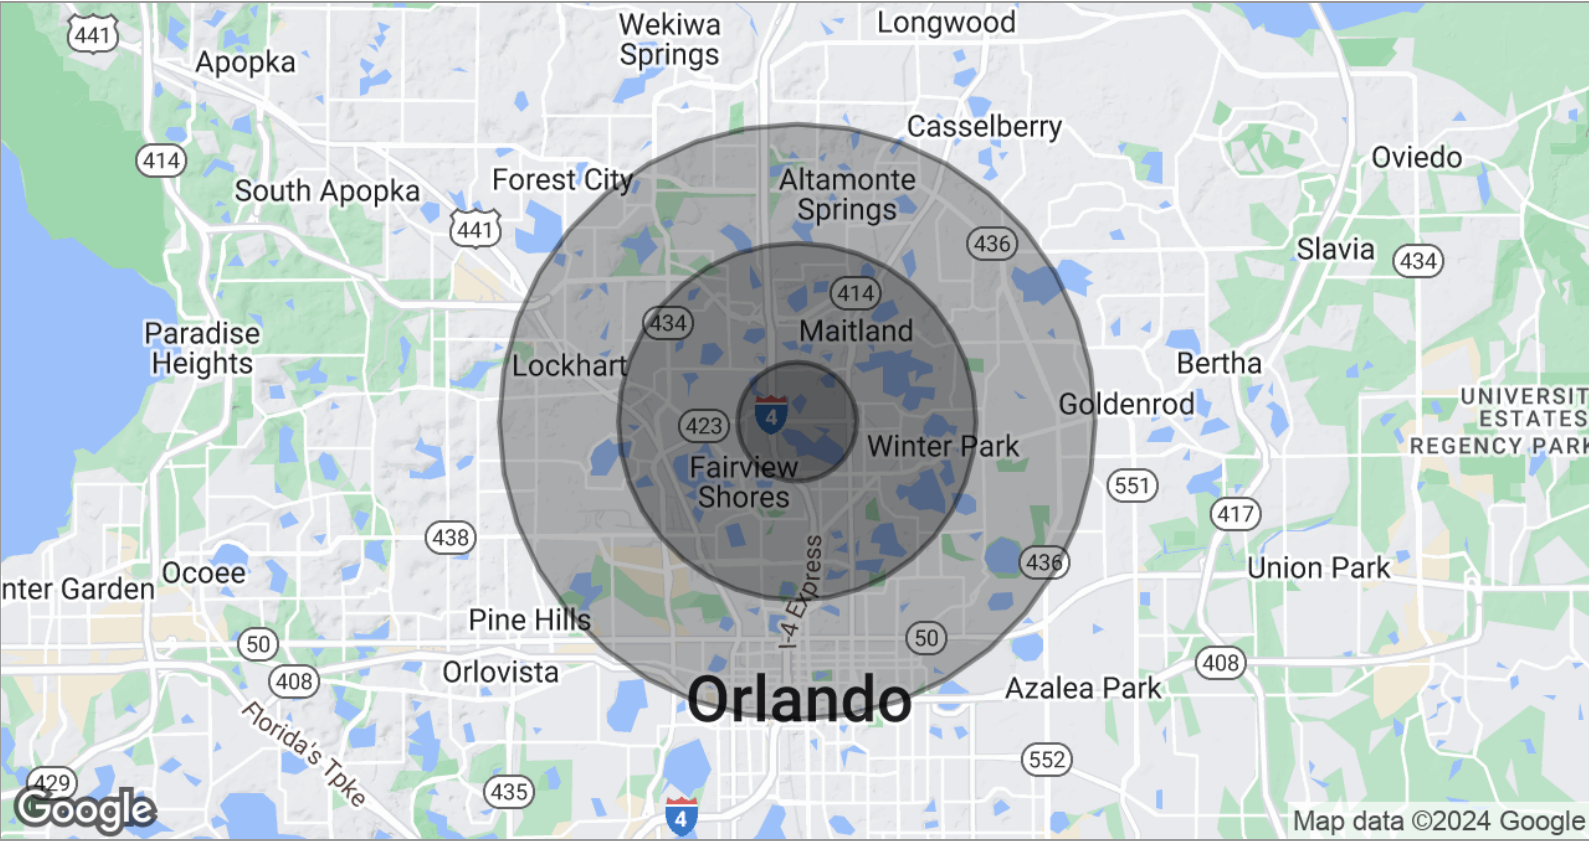 441
Apopka
Wekiwa
Springs
Longwood
Casselberry
414
Oviedo
South Apopka
Forest City
Altamonte
Springs
441
436
Slavia
434
414
434
Maitland
Paradise
Heights
Lockhart
Bertha
UNIVERSIT
ESTATES
REGENCY PARK
Goldenrod
4
423
Winter Park
Fairview
Shores
551
417
438
I-4 Express
436
Union Park
nter Garden
Ocoee
Pine Hills
50
50
408
Orlovista
408
Orlando
Azalea Park
Florida's Tpke
552
429
435
4
Google
Map data ©2024 Google